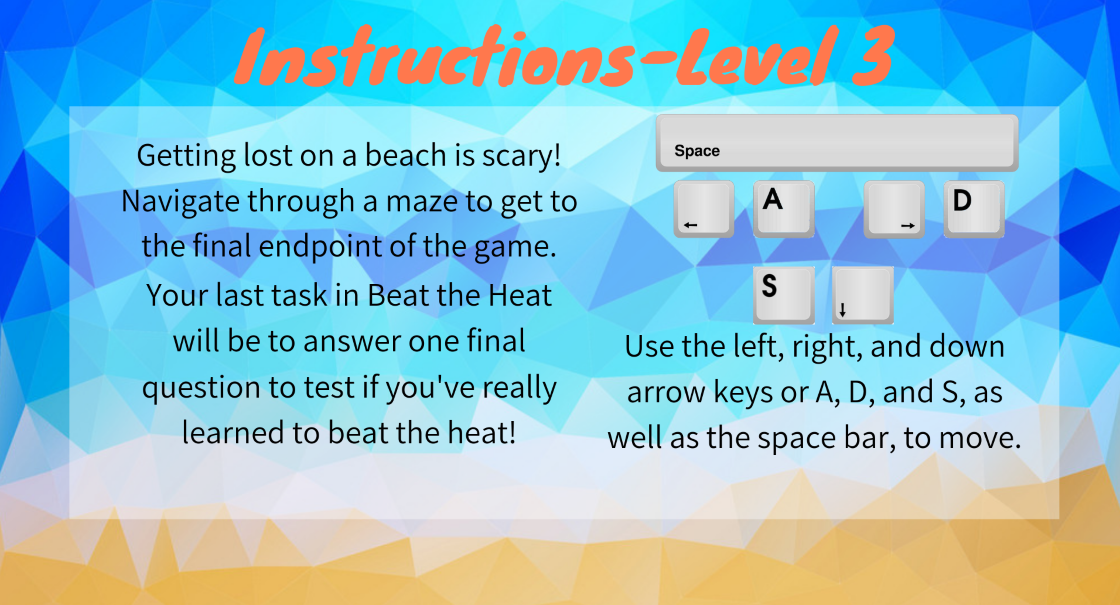 Instructions-Level 3
Getting lost on a beach is scary!
Navigate through a maze to get to
the final endpoint of the game.
Your last task in Beat the Heat
will be to answer one final
question to test if you've really
learned to beat the heat!
Space
← A → D
S ↓
Use the left, right, and down
arrow keys or A, D, and S, as
well as the space bar, to move.